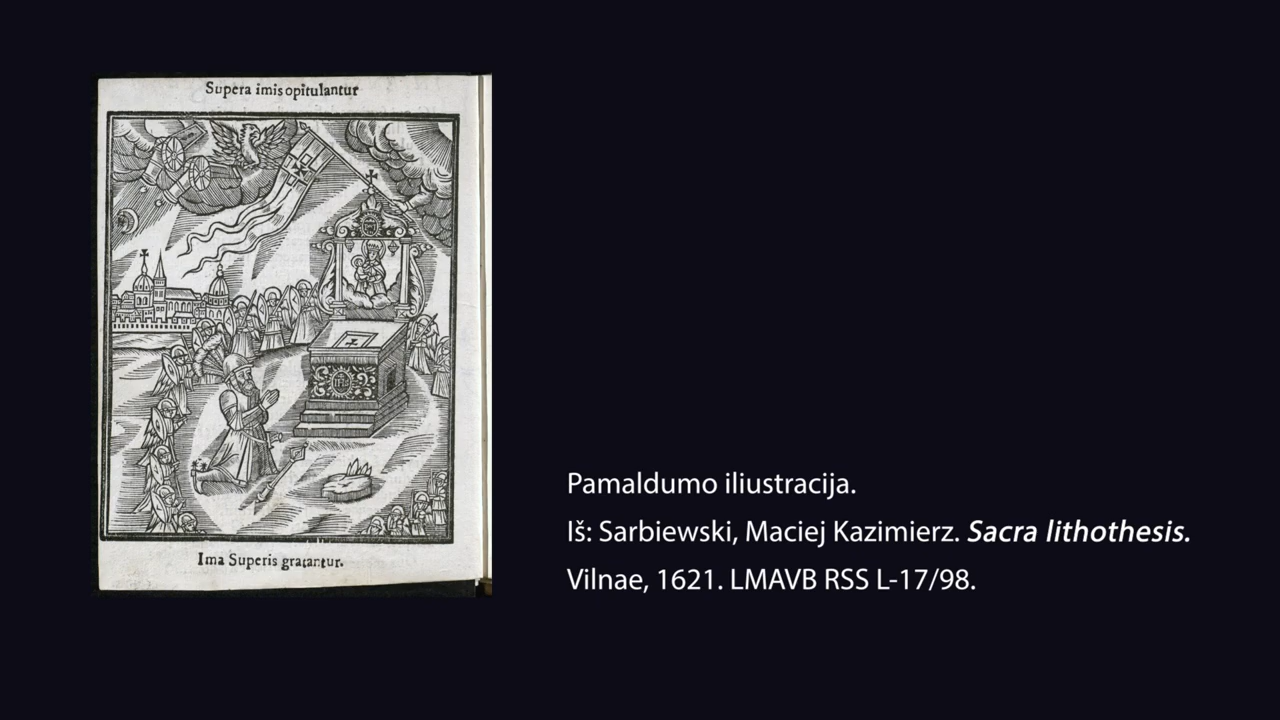 Supera imis opitulantur
IHS
Ima Superis gratantur.
Pamaldumo iliustracija.
Iš: Sarbiewski, Maciej Kazimierz. Sacra lithothesis.
Vilnae, 1621. LMAVB RSS L-17/98.